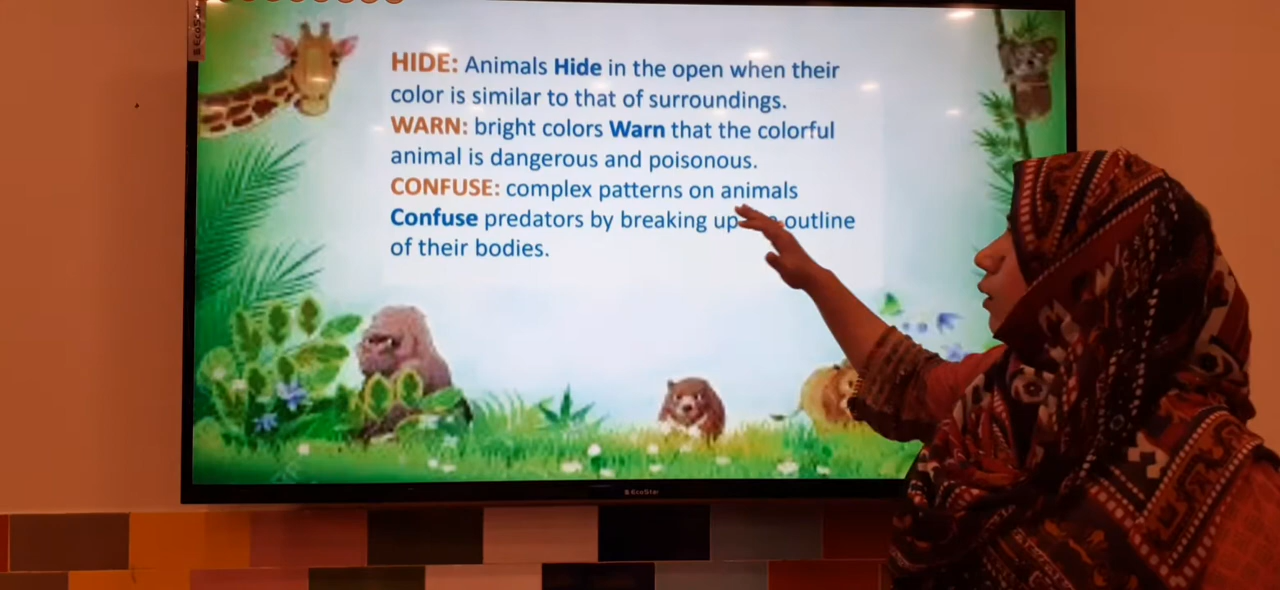 HIDE: Animals Hide in the open when their
color is similar to that of surroundings.
WARN: bright colors Warn that the colorful
animal is dangerous and poisonous.
CONFUSE: complex patterns on animals
Confuse predators by breaking up outline
of their bodies.
EcoStar
EcoStar